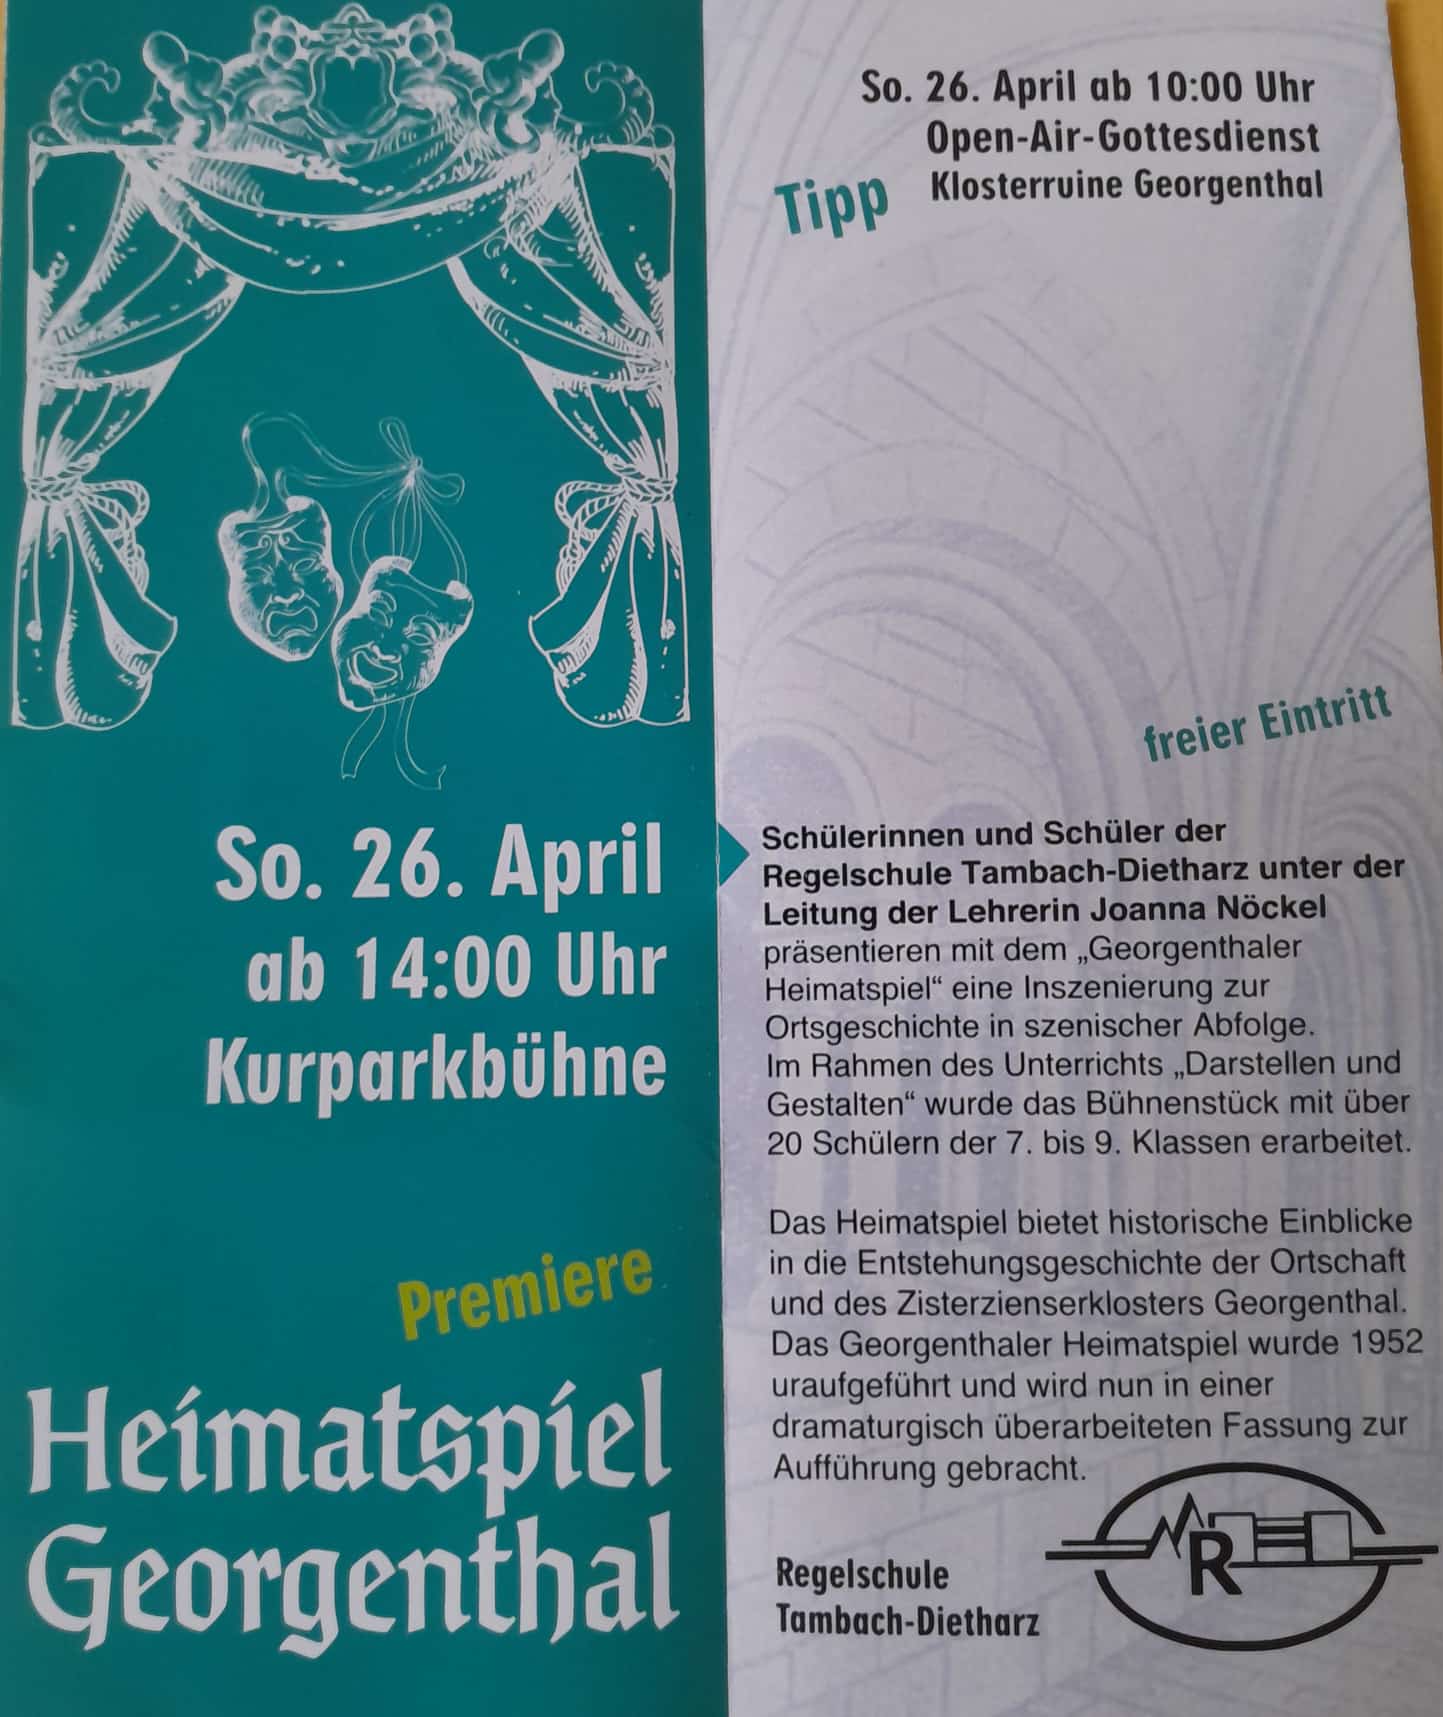 So. 26. April
ab 14:00 Uhr
Kurparkbühne
Premiere
Heimatspiel
Georgenthal
So. 26. April ab 10:00 Uhr
Open-Air-Gottesdienst
Tipp
Klosterruine Georgenthal
freier Eintritt
Schülerinnen und Schüler der
Regelschule Tambach-Dietharz unter der
Leitung der Lehrerin Joanna Nöckel
präsentieren mit dem „Georgenthaler
Heimatspiel“ eine Inszenierung zur
Ortsgeschichte in szenischer Abfolge.
Im Rahmen des Unterrichts „Darstellen und
Gestalten“ wurde das Bühnenstück mit über
20 Schülern der 7. bis 9. Klassen erarbeitet.
Das Heimatspiel bietet historische Einblicke
in die Entstehungsgeschichte der Ortschaft
und des Zisterzienserklosters Georgenthal.
Das Georgenthaler Heimatspiel wurde 1952
uraufgeführt und wird nun in einer
dramaturgisch überarbeiteten Fassung zur
Aufführung gebracht.
Regelschule
Tambach-Dietharz
R